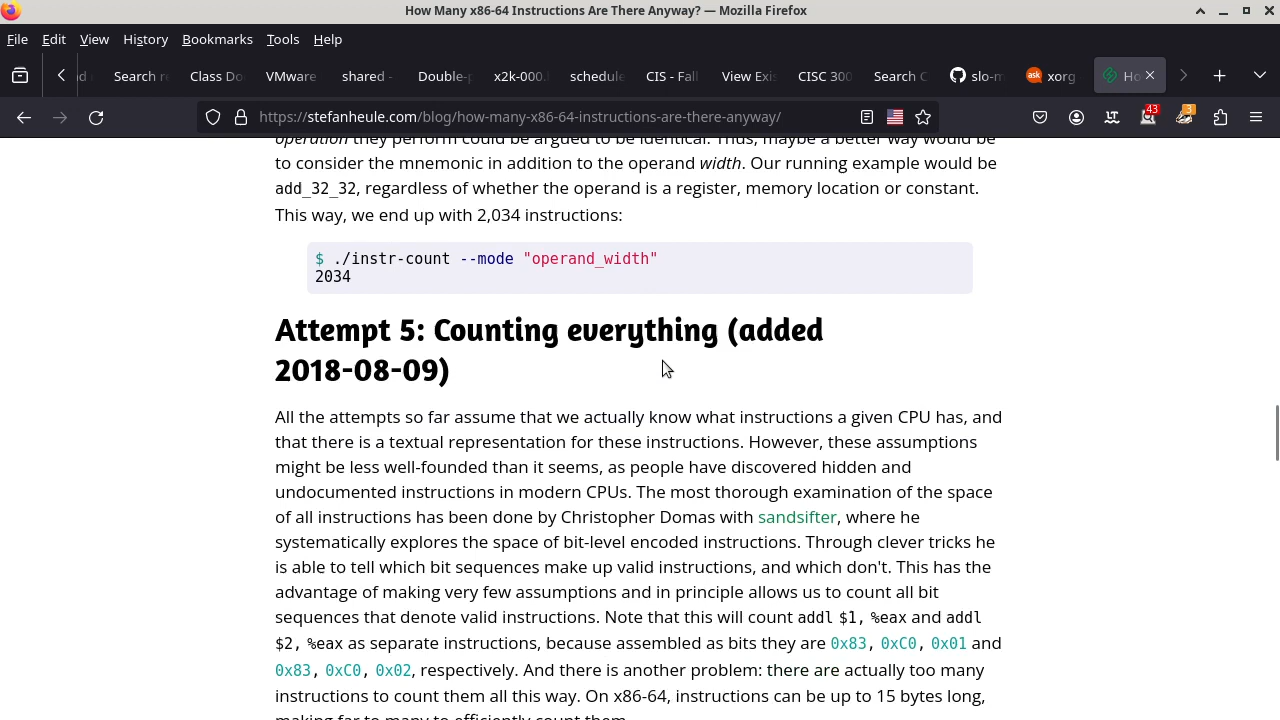 How Many x86-64 Instructions Are There Anyway? — Mozilla Firefox
File Edit View History Bookmarks Tools Help
Search r Class Do VMware shared - Double- x2k-000. schedule CIS - Fall View Exi CISC 300 Search C slo-m xorg Ho
https://stefanheule.com/blog/how-many-x86-64-instructions-are-there-anyway/ 43 3
operation they perform could be argued to be identical. Thus, maybe a better way would be
to consider the mnemonic in addition to the operand width. Our running example would be
add_32_32, regardless of whether the operand is a register, memory location or constant.
This way, we end up with 2,034 instructions:
$ ./instr-count --mode "operand_width"
2034
Attempt 5: Counting everything (added
2018-08-09)
All the attempts so far assume that we actually know what instructions a given CPU has, and
that there is a textual representation for these instructions. However, these assumptions
might be less well-founded than it seems, as people have discovered hidden and
undocumented instructions in modern CPUs. The most thorough examination of the space
of all instructions has been done by Christopher Domas with sandsifter, where he
systematically explores the space of bit-level encoded instructions. Through clever tricks he
is able to tell which bit sequences make up valid instructions, and which don't. This has the
advantage of making very few assumptions and in principle allows us to count all bit
sequences that denote valid instructions. Note that this will count addl $1, %eax and addl
$2, %eax as separate instructions, because assembled as bits they are 0x83, 0xC0, 0x01 and
0x83, 0xC0, 0x02, respectively. And there is another problem: there are actually too many
instructions to count them all this way. On x86-64, instructions can be up to 15 bytes long,
making far to many to efficiently count them.